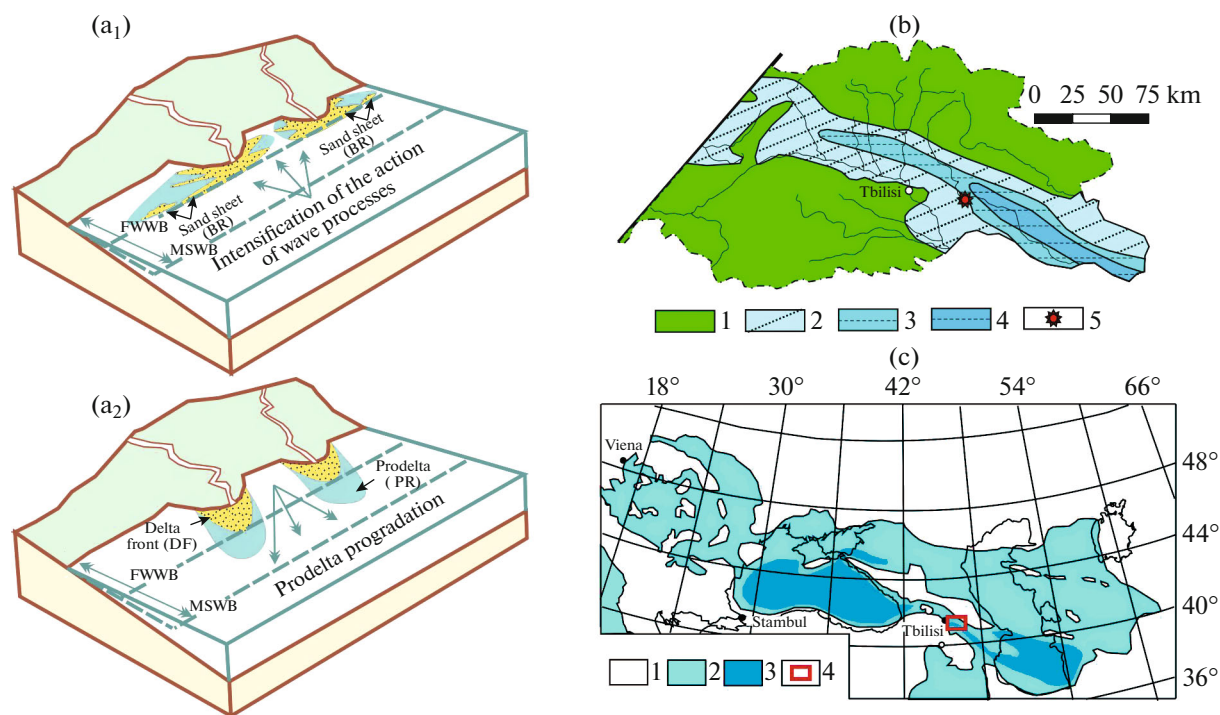 (a₁)
Sand sheet
(BR)
Sand sheet
(BR)
FWWB
MSWB
Intensification of the action
of wave processes
(a₂)
Prodelta
( PR)
Delta
front (DF)
FWWB
MSWB
Prodelta progradation
(b)
0 25 50 75 km
Tbilisi
1 2 3 4 5
(c)
18° 30° 42° 54° 66°
Viena
48°
44°
40°
36°
Stambul
Tbilisi
1 2 3 4